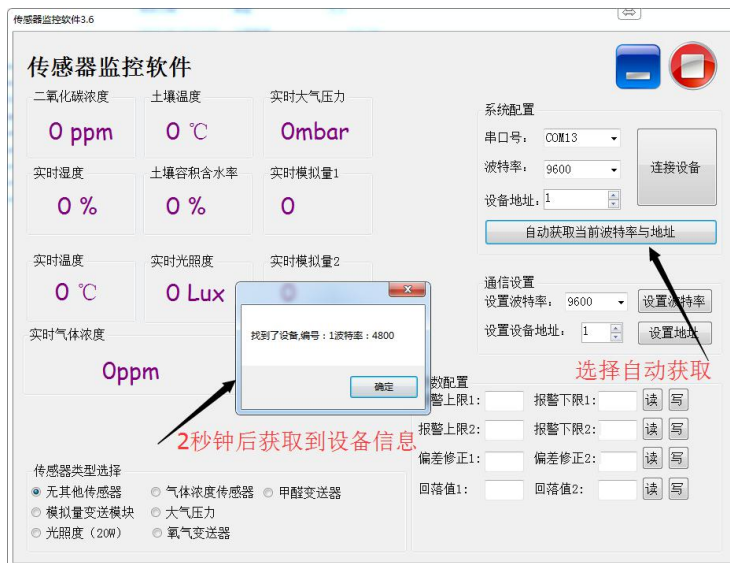 传感器监控软件3.6
传感器监控软件
二氧化碳浓度
土壤温度
实时大气压力
0 ppm
0 ℃
0mbar
实时湿度
土壤容积含水率
实时模拟量1
0 %
0 %
0
实时温度
实时光照度
实时模拟量2
0 ℃
0 Lux
0
实时气体浓度
0ppm
系统配置
串口号：
COM13
波特率：
9600
设备地址：
1
连接设备
自动获取当前波特率与地址
通信设置
设置波特率：
9600
设置波特率
设置设备地址：
1
设置地址
选择自动获取
找到了设备,编号：1波特率：4800
确定
2秒钟后获取到设备信息
数配置
警上限1:
报警下限1:
读
写
报警上限2:
报警下限2:
读
写
偏差修正1:
偏差修正2:
读
写
回落值1:
回落值2:
读
写
传感器类型选择
无其他传感器
气体浓度传感器
甲醛变送器
模拟量变送模块
大气压力
光照度（20W）
氧气变送器